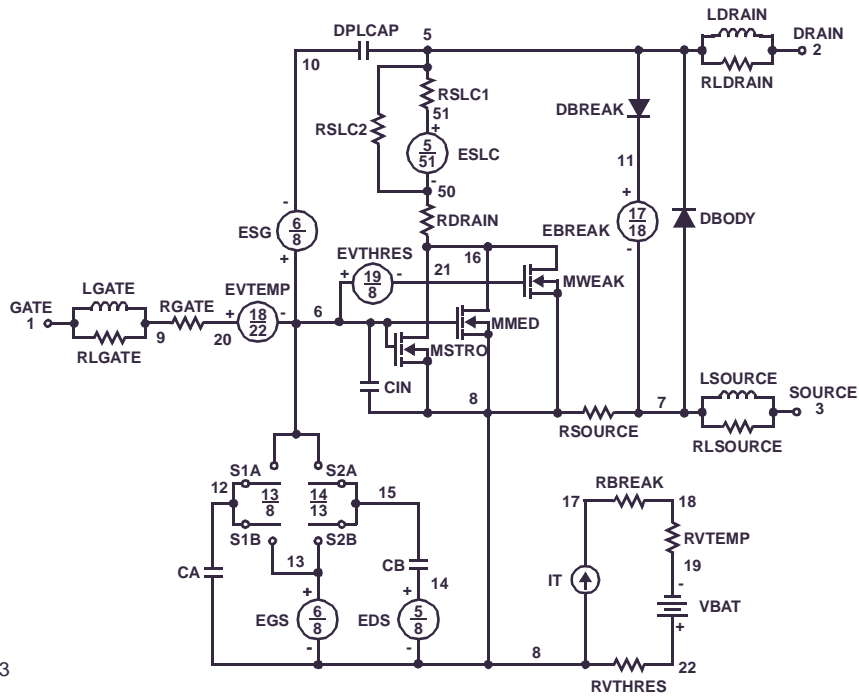 LDRAIN
DPLCAP 5 DRAIN
10 2
RSLC1 RLDRAIN
51 DBREAK
RSLC2 +
5
51 ESLC
11
-
50
- +
6
8 RDRAIN 17
18 DBODY
ESG EBREAK
+ EVTHRES 16 -
+ 19
8 - 21 MWEAK
LGATE EVTEMP
GATE RGATE + 18
22 - 6 MMED
1
9 20 MSTRO
RLGATE
CIN LSOURCE
8 7 SOURCE
3
RSOURCE RLSOURCE
S1A S2A
12 13
8 14
13 15 RBREAK
17 18
S1B S2B RVTEMP
13 CB 19
CA 14 IT -
+ + VBAT
EGS 6
8 EDS 5
8 +
- - 8 22
3
RVTHRES